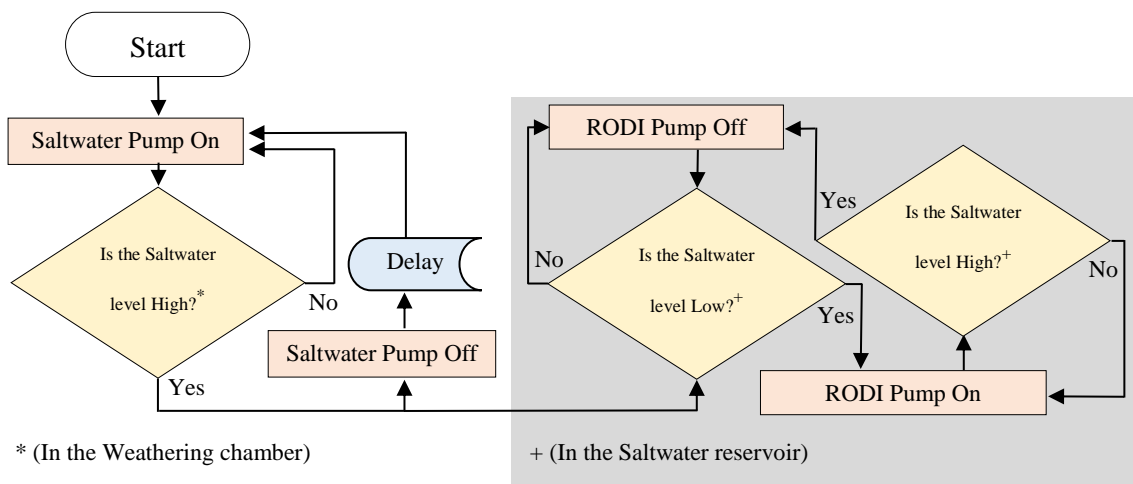 Start
Saltwater Pump On
Is the Saltwater
level High?*
No
Yes
Delay
Saltwater Pump Off
* (In the Weathering chamber)
RODI Pump Off
Is the Saltwater
level Low?+
No
Yes
Is the Saltwater
level High?+
Yes
No
RODI Pump On
+ (In the Saltwater reservoir)